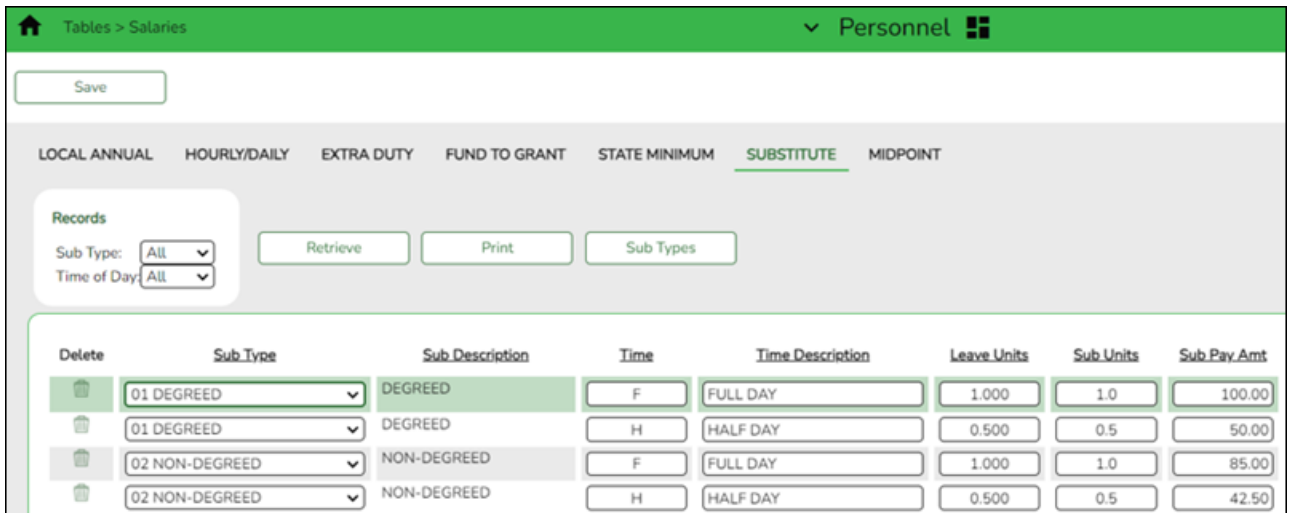 Tables > Salaries Personnel
Save
LOCAL ANNUAL HOURLY/DAILY EXTRA DUTY FUND TO GRANT STATE MINIMUM SUBSTITUTE MIDPOINT
Records
Sub Type: All Retrieve Print Sub Types
Time of Day: All
Delete Sub Type Sub Description Time Time Description Leave Units Sub Units Sub Pay Amt
01 DEGREED DEGREED F FULL DAY 1.000 1.0 100.00
01 DEGREED DEGREED H HALF DAY 0.500 0.5 50.00
02 NON-DEGREED NON-DEGREED F FULL DAY 1.000 1.0 85.00
02 NON-DEGREED NON-DEGREED H HALF DAY 0.500 0.5 42.50